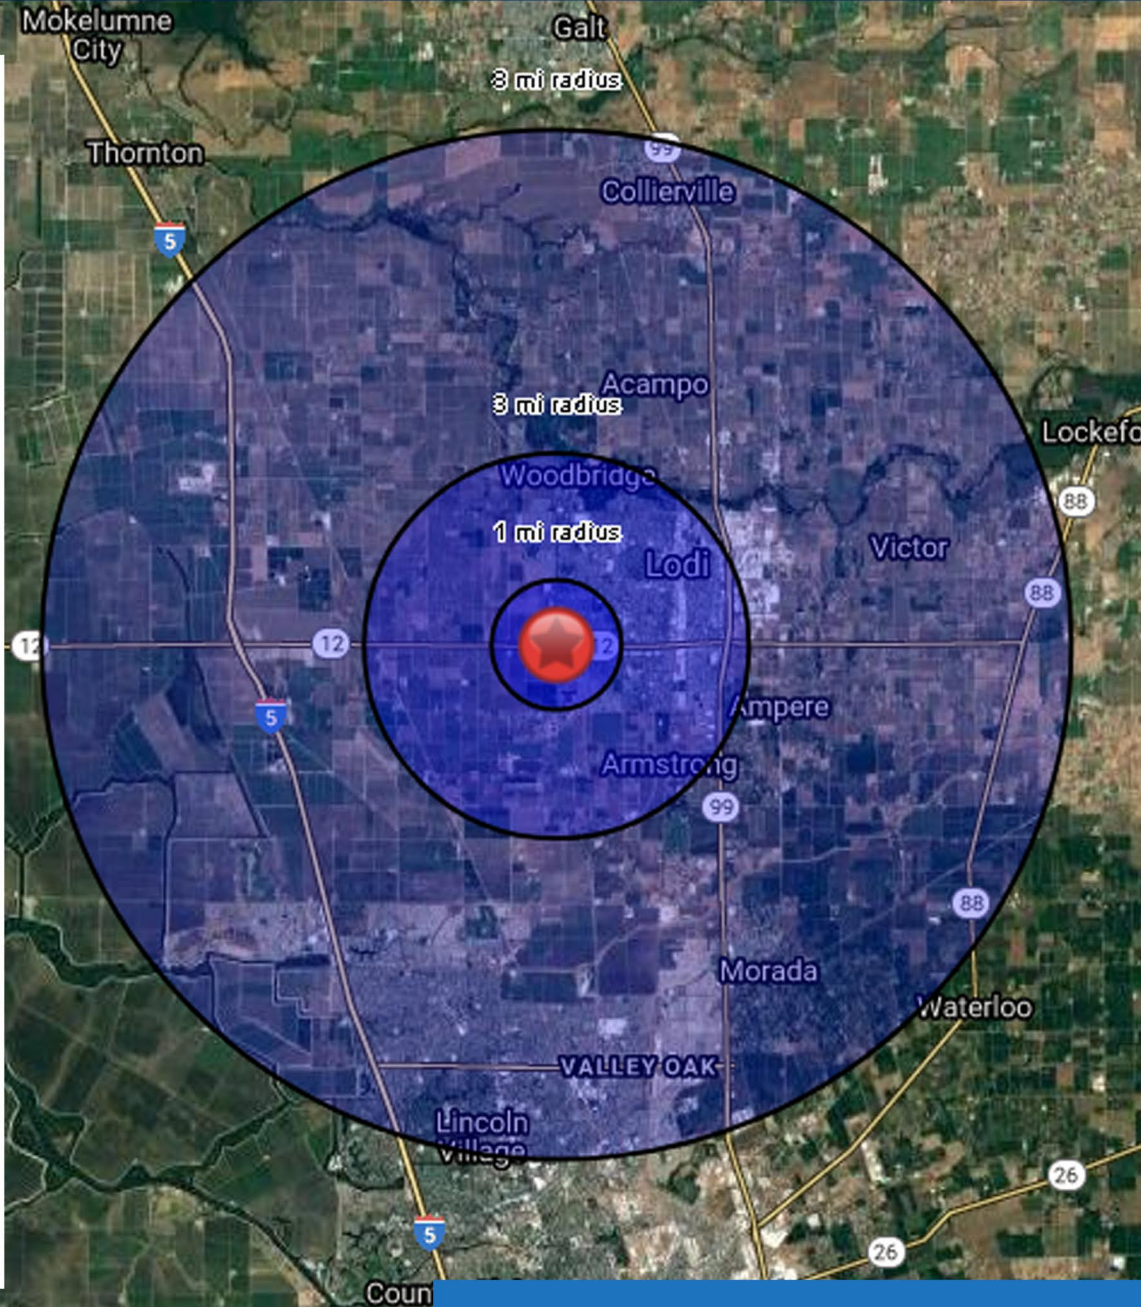 Mokelumne
City
Galt
8 mi radius
Thornton
99
Collierville
5
Acampo
3 mi radius
Lockefo
Woodbridge
88
1 mi radius
Victor
Lodi
88
12
12
2
5
Ampere
Armstrong
99
88
Morada
Waterloo
VALLEY OAK
Lincoln
Village
26
5
26
Coun